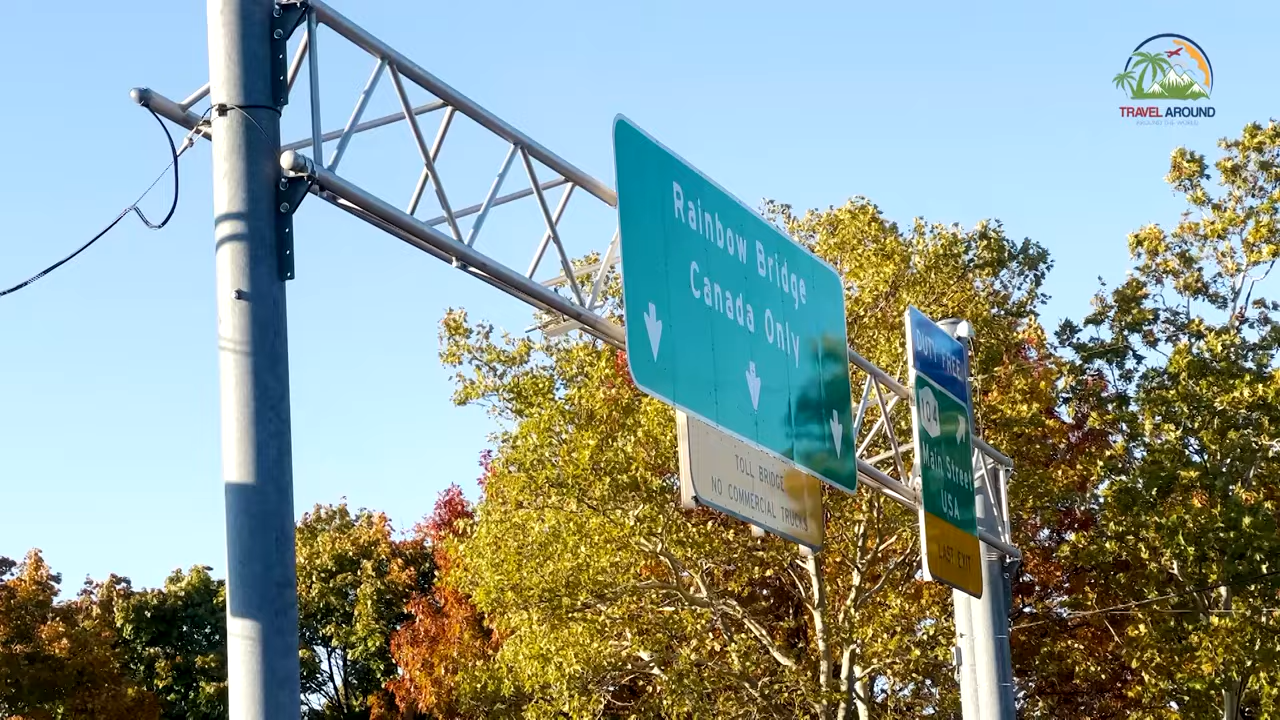 Rainbow Bridge
Canada Only
TOLL BRIDGE
NO COMMERCIAL TRUCKS
DUTY FREE
104
Main Street
USA
LAST EXIT
TRAVEL AROUND